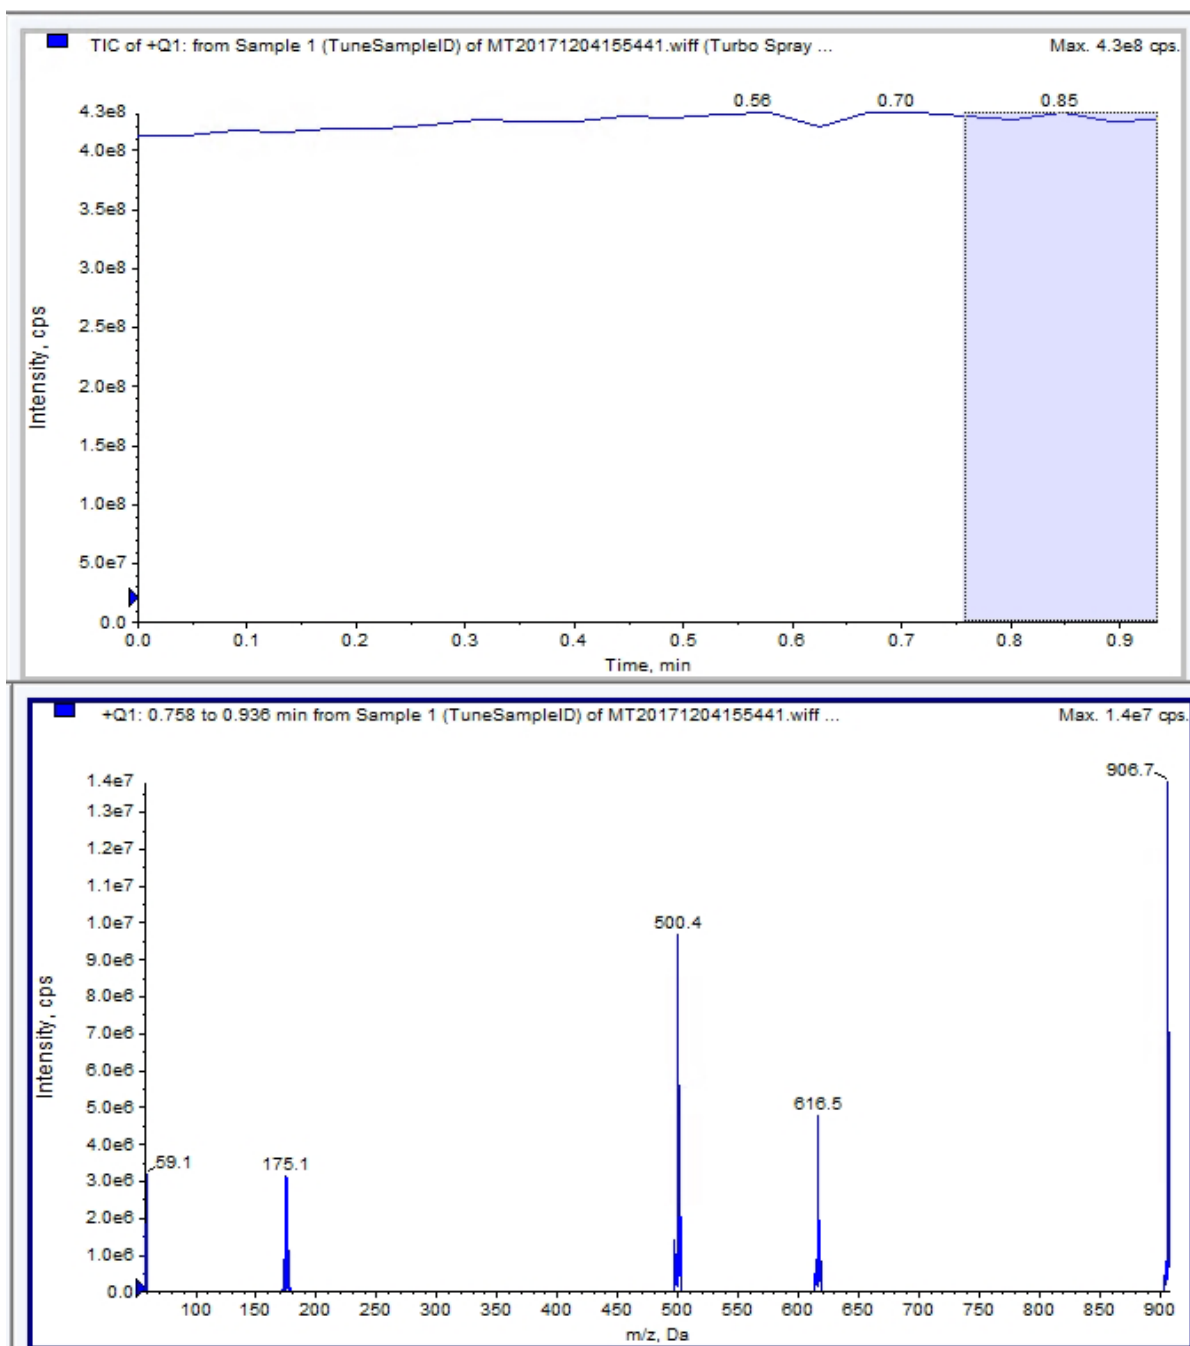 TIC of +Q1: from Sample 1 (TuneSampleID) of MT20171204155441.wiff (Turbo Spray ... Max. 4.3e8 cps.
0.56 0.70 0.85
4.3e8
4.0e8
3.5e8
3.0e8
2.5e8
2.0e8
1.5e8
1.0e8
5.0e7
0.0
Intensity, cps
0.0 0.1 0.2 0.3 0.4 0.5 0.6 0.7 0.8 0.9
Time, min
+Q1: 0.758 to 0.936 min from Sample 1 (TuneSampleID) of MT20171204155441.wiff ... Max. 1.4e7 cps.
906.7
500.4
616.5
59.1
175.1
1.4e7
1.3e7
1.2e7
1.1e7
1.0e7
9.0e6
8.0e6
7.0e6
6.0e6
5.0e6
4.0e6
3.0e6
2.0e6
1.0e6
0.0
Intensity, cps
100 150 200 250 300 350 400 450 500 550 600 650 700 750 800 850 900
m/z, Da